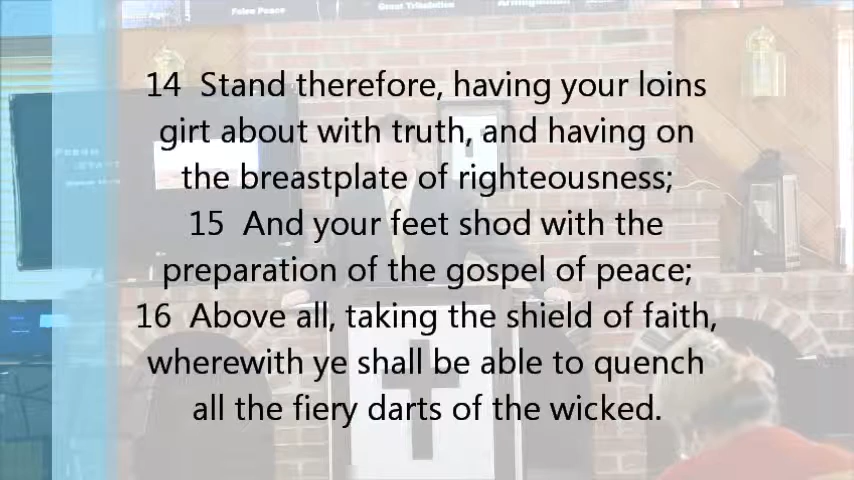 False Peace
Great Tribulation
14 Stand therefore, having your loins
girt about with truth, and having on
the breastplate of righteousness;
15 And your feet shod with the
preparation of the gospel of peace;
16 Above all, taking the shield of faith,
wherewith ye shall be able to quench
all the fiery darts of the wicked.